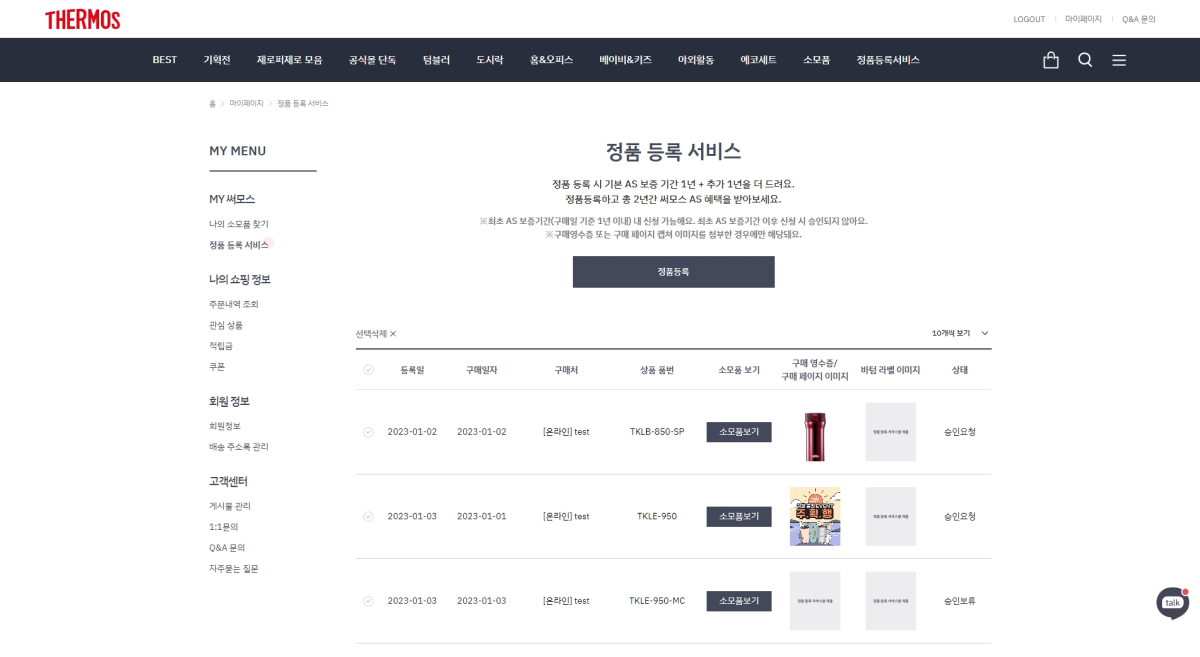 THERMOS
LOGOUT 마이페이지 Q&A 문의
BEST 기획전 제로퍼제로 모음 공식몰 단독 텀블러 도시락 홈&오피스 베이비&키즈 야외활동 에코세트 소모품 정품등록서비스
홈 > 마이페이지 > 정품 등록 서비스
MY MENU
MY 써모스
나의 소모품 찾기
정품 등록 서비스
나의 쇼핑 정보
주문내역 조회
관심 상품
적립금
쿠폰
회원 정보
회원정보
배송 주소록 관리
고객센터
게시물 관리
1:1문의
Q&A 문의
자주묻는 질문
정품 등록 서비스
정품 등록 시 기본 AS 보증 기간 1년 + 추가 1년을 더 드려요.
정품등록하고 총 2년간 써모스 AS 혜택을 받아보세요.
※최초 AS 보증기간(구매일 기준 1년 이내) 내 신청 가능해요. 최초 AS 보증기간 이후 신청 시 승인되지 않아요.
※구매영수증 또는 구매 페이지 캡쳐 이미지를 첨부한 경우에만 해당돼요.
정품등록
선택삭제 ×
10개씩 보기
등록일 구매일자 구매처 상품 품번 소모품 보기 구매 영수증/ 바텀 라벨 이미지 상태
구매 페이지 이미지
2023-01-02 2023-01-02 [온라인] test TKLB-850-SP 소모품보기 승인요청
2023-01-03 2023-01-01 [온라인] test TKLE-950 소모품보기 승인요청
주획행
2023-01-03 2023-01-03 [온라인] test TKLE-950-MC 소모품보기 승인보류
talk